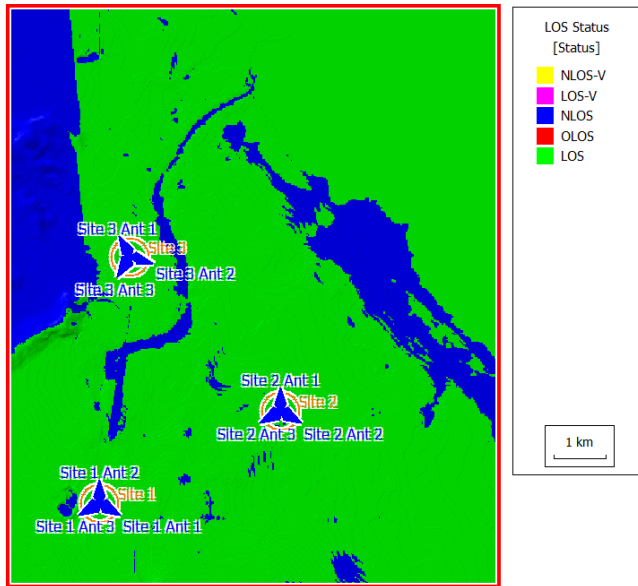 LOS Status
[Status]
NLOS-V
LOS-V
NLOS
OLOS
LOS
Site 3 Ant 1
Site 3
Site 3 Ant 2
Site 3 Ant 3
Site 2 Ant 1
Site 2
Site 2 Ant 3 Site 2 Ant 2
1 km
Site 1 Ant 2
Site 1
Site 1 Ant 3 Site 1 Ant 1